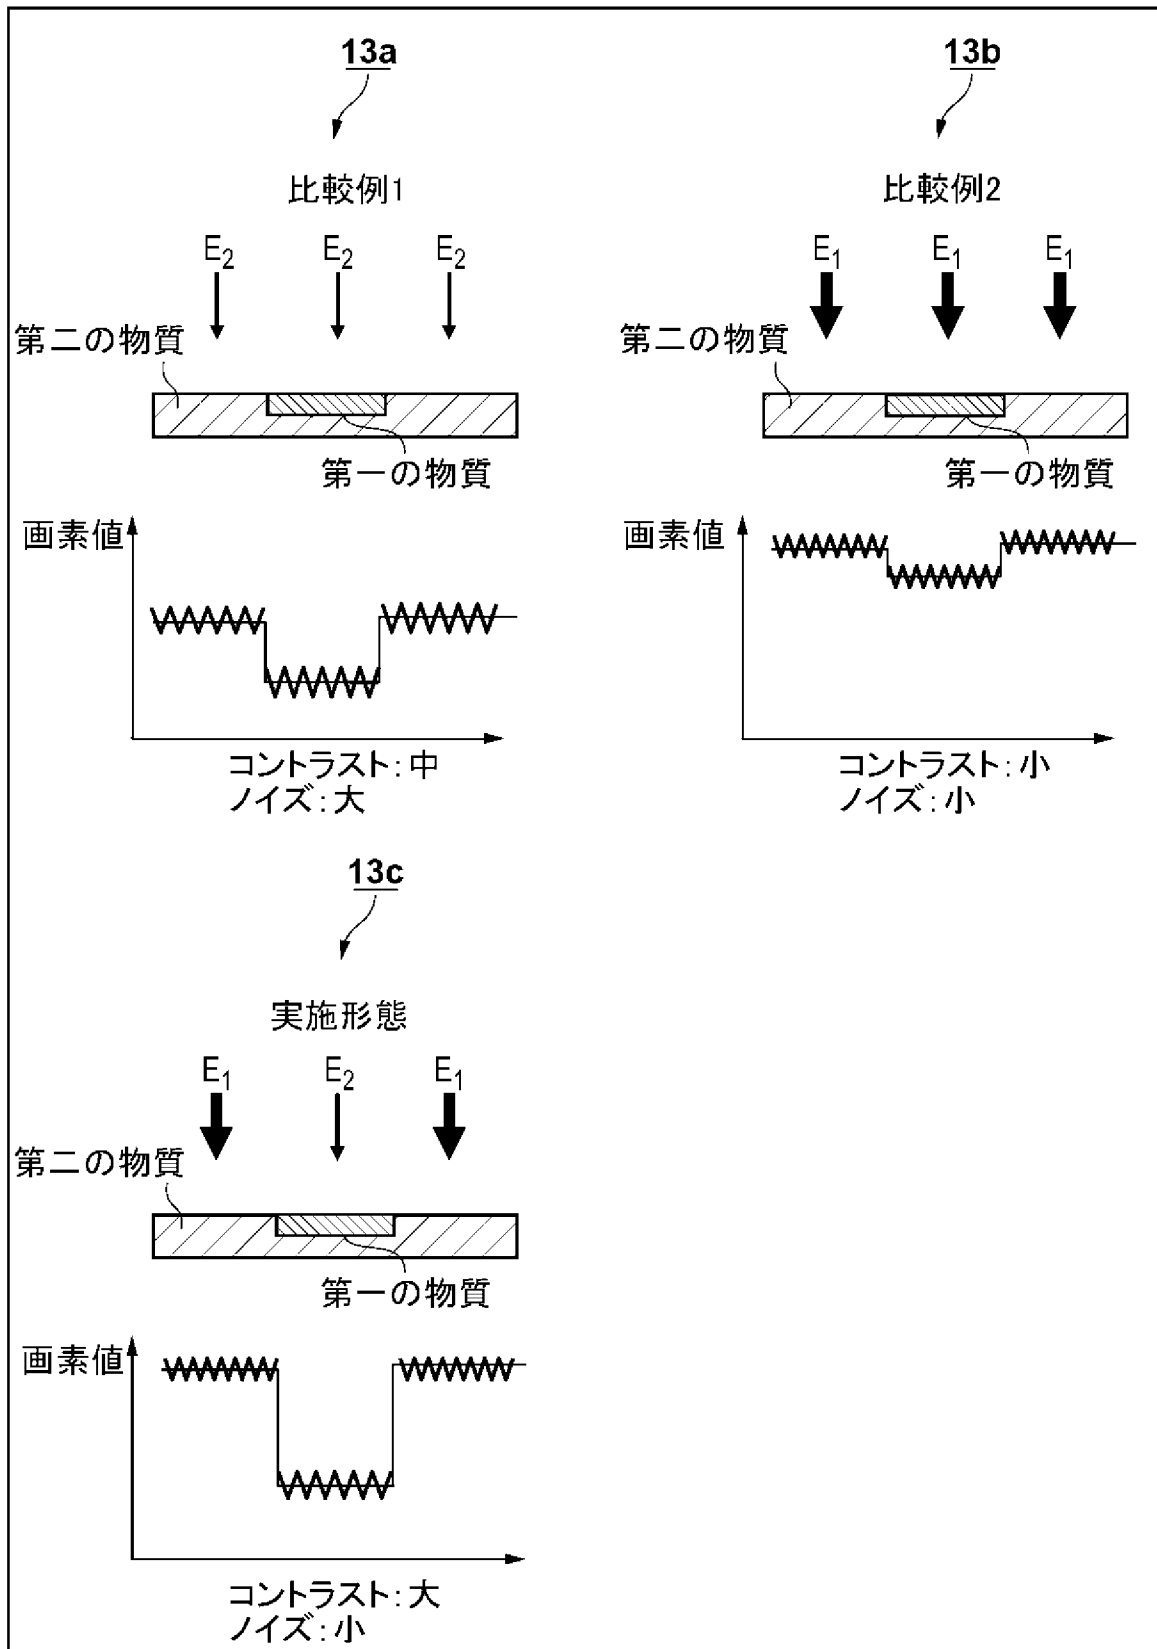 13a
比較例1
E2 E2 E2
第二の物質
第一の物質
画素値
コントラスト：中
ノイズ：大
13b
比較例2
E1 E1 E1
第二の物質
第一の物質
画素値
コントラスト：小
ノイズ：小
13c
実施形態
E1 E2 E1
第二の物質
第一の物質
画素値
コントラスト：大
ノイズ：小